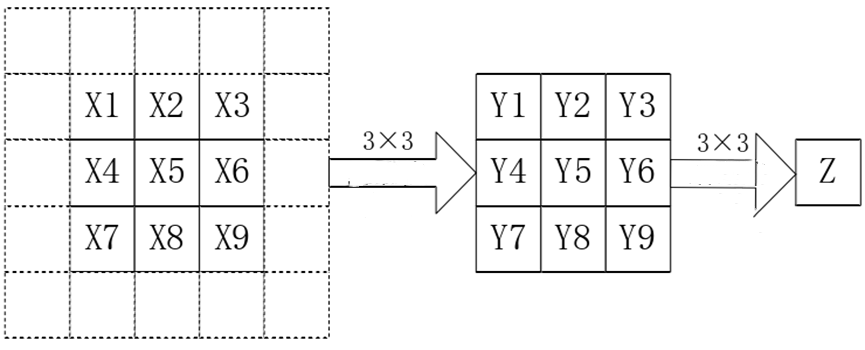 X1 X2 X3
X4 X5 X6
X7 X8 X9
3×3
Y1 Y2 Y3
Y4 Y5 Y6
Y7 Y8 Y9
3×3
Z